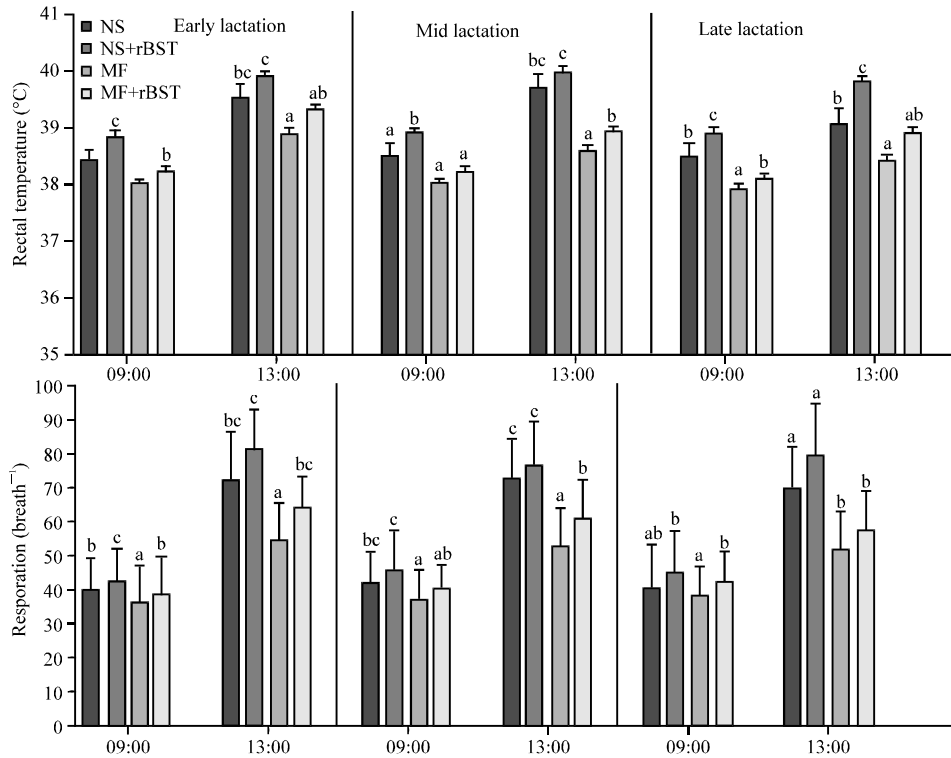 41
40
39
38
37
36
35
Rectal temperature (°C)
NS
NS+rBST
MF
MF+rBST
Early lactation
Mid lactation
Late lactation
c
b
bc
c
a
ab
a
b
a
a
bc
c
a
b
b
c
a
b
b
c
a
ab
09:00
13:00
09:00
13:00
09:00
13:00
100
90
80
70
60
50
40
30
20
10
0
Resporation (breath⁻¹)
b
c
a
b
bc
c
a
bc
b
c
a
ab
c
c
a
b
ab
b
a
b
a
a
b
b
09:00
13:00
09:00
13:00
09:00
13:00